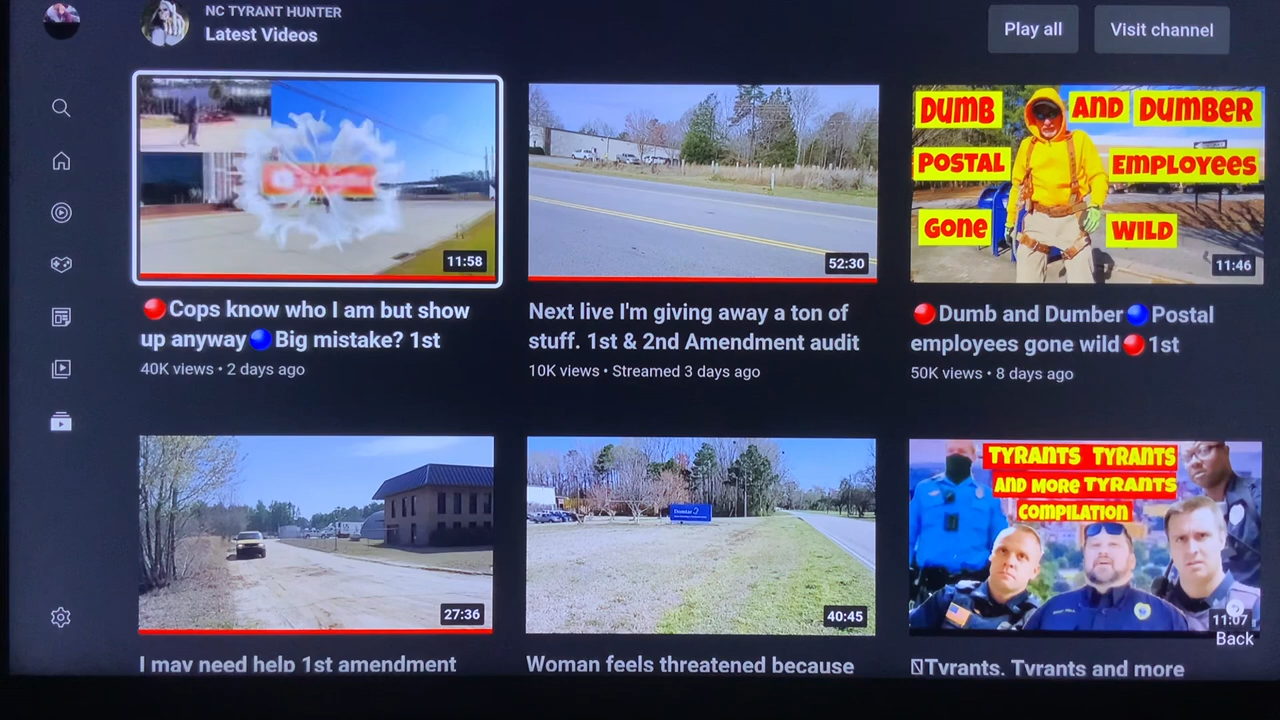 NC TYRANT HUNTER
Latest Videos
Play all
Visit channel
11:58
52:30
DUMB AND DUMBER
POSTAL EMPLOYEES
GONE WILD
11:46
🔴Cops know who I am but show
up anyway🔵Big mistake? 1st
40K views • 2 days ago
Next live I'm giving away a ton of
stuff. 1st & 2nd Amendment audit
10K views • Streamed 3 days ago
🔴Dumb and Dumber🔵Postal
employees gone wild🔴1st
50K views • 8 days ago
27:36
Domtar
40:45
TYRANTS TYRANTS
AND MORE TYRANTS
COMPILATION
11:07
Back
I may need help 1st amendment
Woman feels threatened because
Tyrants. Tyrants and more